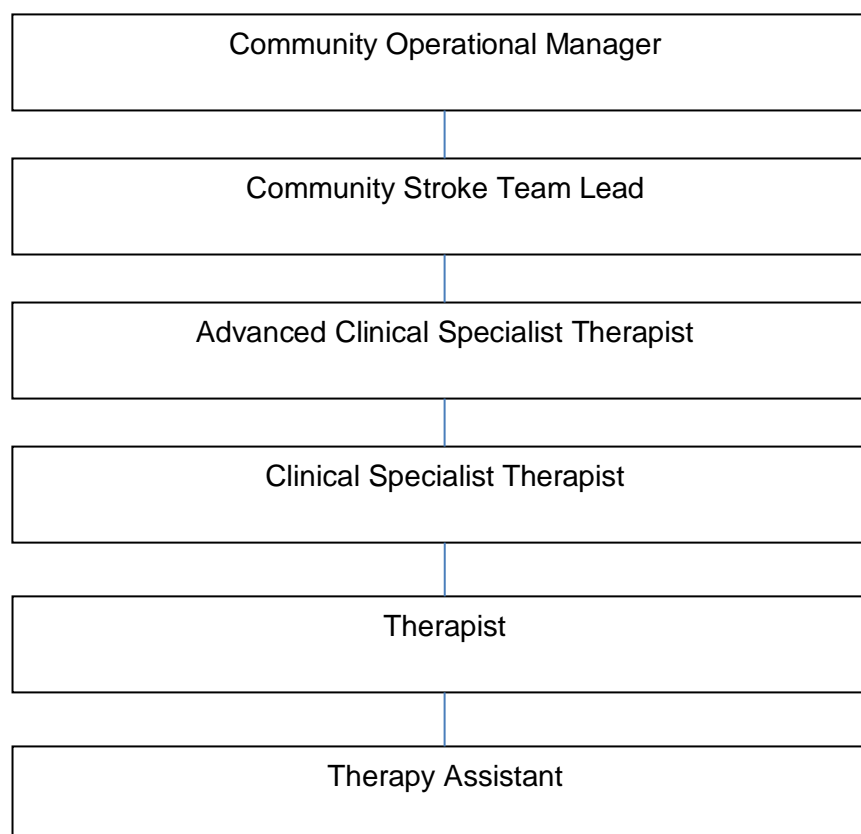 Community Operational Manager
Community Stroke Team Lead
Advanced Clinical Specialist Therapist
Clinical Specialist Therapist
Therapist
Therapy Assistant